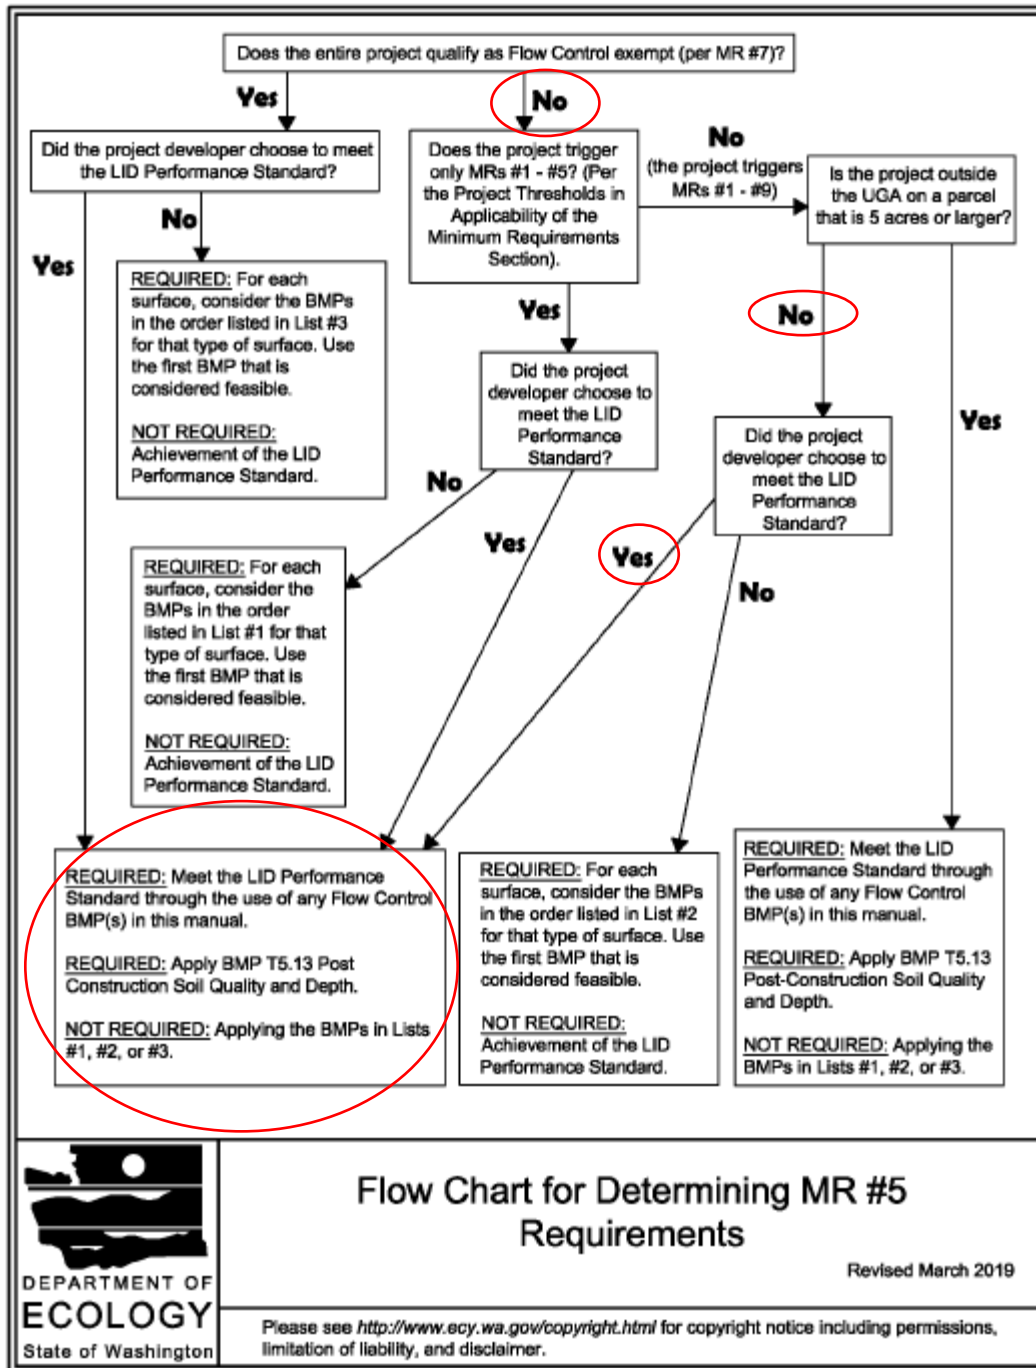 Does the entire project qualify as Flow Control exempt (per MR #7)?
Yes
No
Did the project developer choose to meet
the LID Performance Standard?
Does the project trigger
only MRs #1 - #5? (Per
the Project Thresholds in
Applicability of the
Minimum Requirements
Section).
No
(the project triggers
MRs #1 - #9)
Is the project outside
the UGA on a parcel
that is 5 acres or larger?
No
Yes
REQUIRED: For each
surface, consider the BMPs
in the order listed in List #3
for that type of surface. Use
the first BMP that is
considered feasible.
NOT REQUIRED:
Achievement of the LID
Performance Standard.
Yes
No
Did the project
developer choose to
meet the LID
Performance
Standard?
Did the project
developer choose to
meet the LID
Performance
Standard?
Yes
No
Yes
Yes
No
REQUIRED: For each
surface, consider the
BMPs in the order
listed in List #1 for that
type of surface. Use
the first BMP that is
considered feasible.
NOT REQUIRED:
Achievement of the LID
Performance Standard.
REQUIRED: Meet the LID Performance
Standard through the use of any Flow Control
BMP(s) in this manual.
REQUIRED: Apply BMP T5.13 Post
Construction Soil Quality and Depth.
NOT REQUIRED: Applying the BMPs in Lists
#1, #2, or #3.
REQUIRED: For each
surface, consider the BMPs
in the order listed in List #2
for that type of surface. Use
the first BMP that is
considered feasible.
NOT REQUIRED:
Achievement of the LID
Performance Standard.
REQUIRED: Meet the LID
Performance Standard through
the use of any Flow Control
BMP(s) in this manual.
REQUIRED: Apply BMP T5.13
Post-Construction Soil Quality
and Depth.
NOT REQUIRED: Applying the
BMPs in Lists #1, #2, or #3.
DEPARTMENT OF
ECOLOGY
State of Washington
Flow Chart for Determining MR #5
Requirements
Revised March 2019
Please see http://www.ecy.wa.gov/copyright.html for copyright notice including permissions,
limitation of liability, and disclaimer.